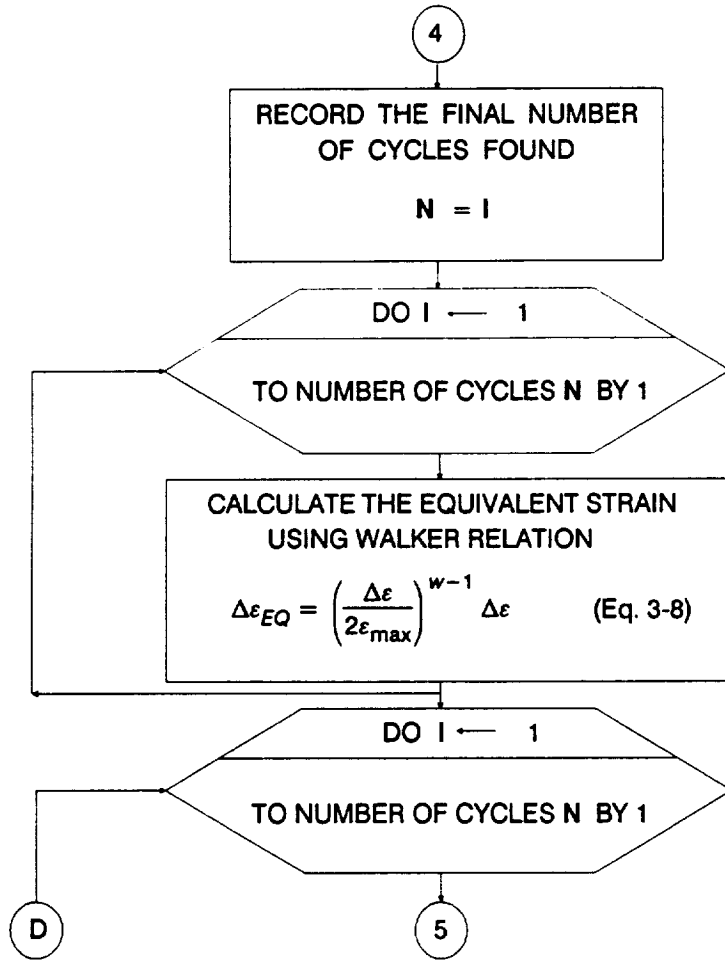 4
RECORD THE FINAL NUMBER
OF CYCLES FOUND
N = I
DO I ← 1
TO NUMBER OF CYCLES N BY 1
CALCULATE THE EQUIVALENT STRAIN
USING WALKER RELATION
Δε_EQ = (Δε / 2ε_max)^{w−1} Δε (Eq. 3-8)
DO I ← 1
TO NUMBER OF CYCLES N BY 1
D 5